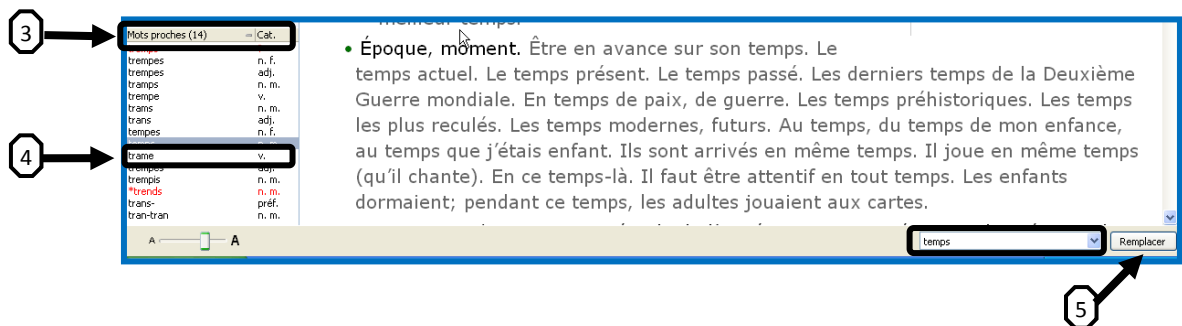 meilleur temps.
3
Mots proches (14) Cat.
• Époque, moment. Être en avance sur son temps. Le
trempes n. f.
trempes adj.
temps actuel. Le temps présent. Le temps passé. Les derniers temps de la Deuxième
tramps n. m.
trempe v.
Guerre mondiale. En temps de paix, de guerre. Les temps préhistoriques. Les temps
trams n. m.
trans adj.
les plus reculés. Les temps modernes, futurs. Au temps, du temps de mon enfance,
tempes n. f.
4
trame v.
au temps que j’étais enfant. Ils sont arrivés en même temps. Il joue en même temps
trempés adj.
trempis n. m.
(qu’il chante). En ce temps-là. Il faut être attentif en tout temps. Les enfants
*trends n. m.
trans- préf.
dormaient; pendant ce temps, les adultes jouaient aux cartes.
tran-tran n. m.
A A
temps
Remplacer
5